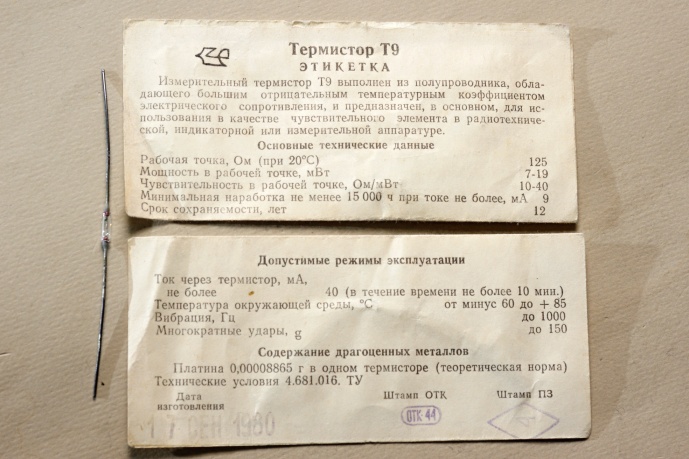 Термистор Т9
ЭТИКЕТКА
Измерительный термистор Т9 выполнен из полупроводника, обла-
дающего большим отрицательным температурным коэффициентом
электрического сопротивления, и предназначен, в основном, для ис-
пользования в качестве чувствительного элемента в радиотехниче-
ской, индикаторной или измерительной аппаратуре.
Основные технические данные
Рабочая точка, Ом (при 20°С) 125
Мощность в рабочей точке, мВт 7-19
Чувствительность в рабочей точке, Ом/мВт 10-40
Минимальная наработка не менее 15 000 ч при токе не более, мА 9
Срок сохраняемости, лет 12
Допустимые режимы эксплуатации
Ток через термистор, мА,
не более 40 (в течение времени не более 10 мин.)
Температура окружающей среды, °С от минус 60 до + 85
Вибрация, Гц до 1000
Многократные удары, g до 150
Содержание драгоценных металлов
Платина 0,00008865 г в одном термисторе (теоретическая норма)
Технические условия 4.681.016. ТУ
Дата Штамп ОТК Штамп ПЗ
изготовления
17 СЕН 1980 ОТК 44